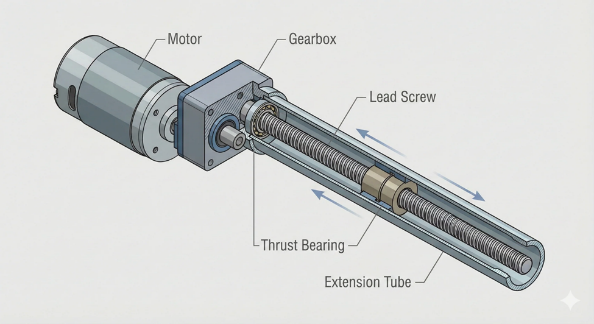 Motor
Gearbox
Lead Screw
Thrust Bearing
Extension Tube